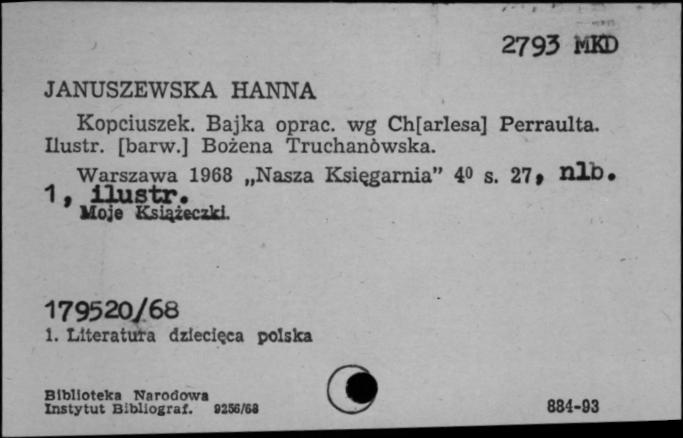 2793 MKD
JANUSZEWSKA HANNA
Kopciuszek. Bajka oprac. wg Ch[arlesa] Perraulta.
Ilustr. [barw.] Bożena Truchanówska.
Warszawa 1968 „Nasza Księgarnia” 4⁰ s. 27, nlb.
1, ilustr.
Moje Książeczki.
179520/68
1. Literatura dziecięca polska
Biblioteka Narodowa
Instytut Bibliograf. 9256/68
884-93